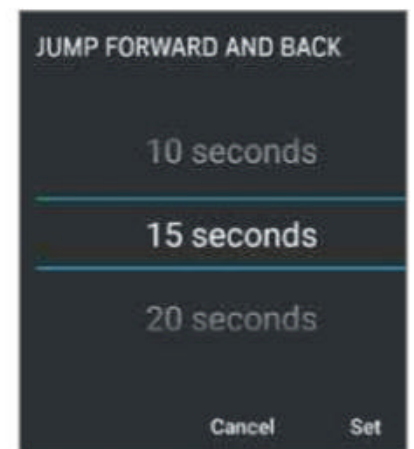 JUMP FORWARD AND BACK
10 seconds
15 seconds
20 seconds
Cancel Set